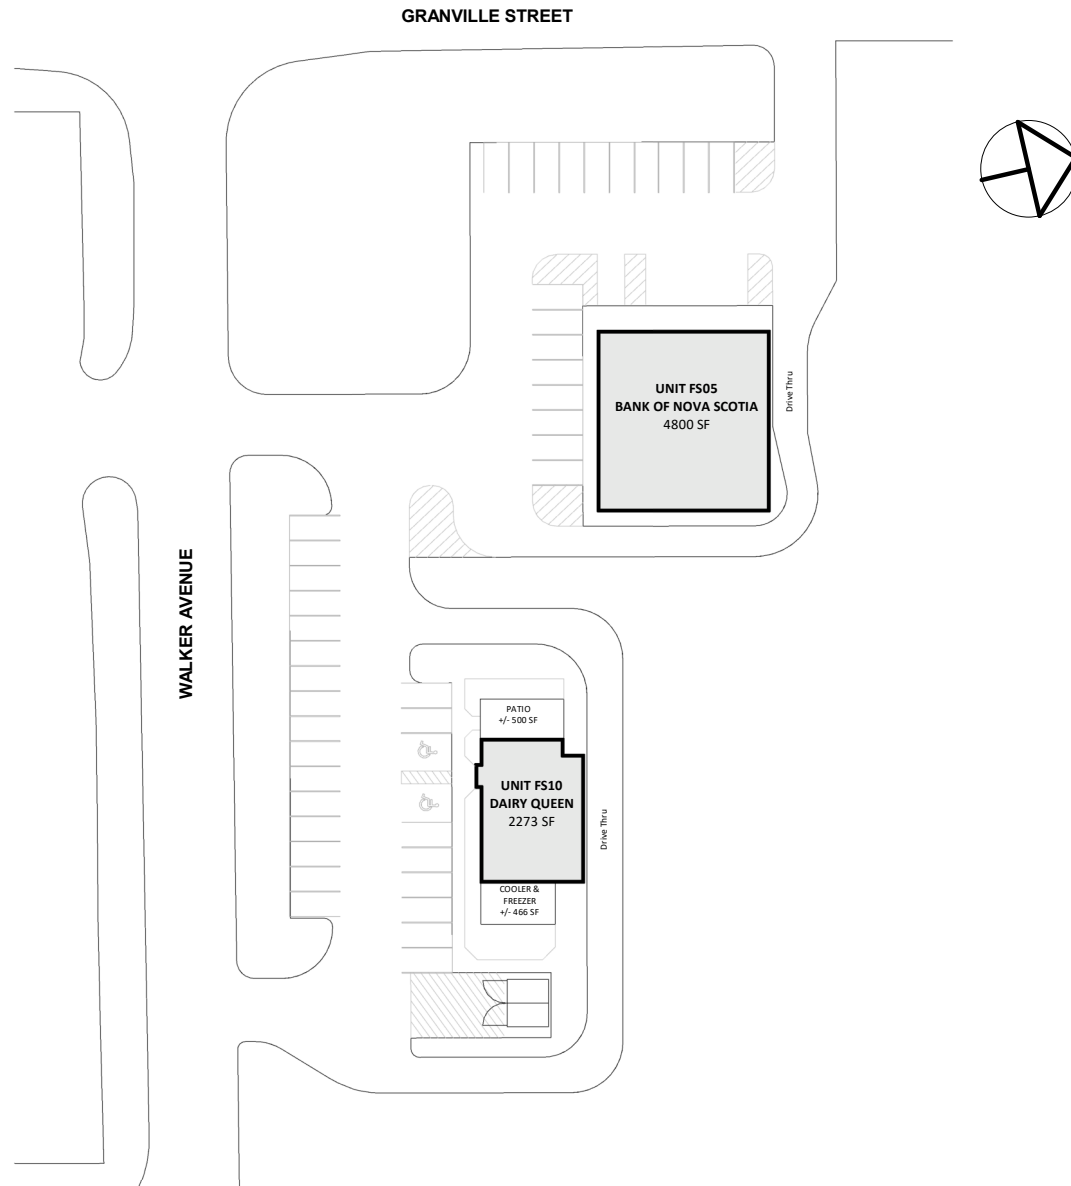 GRANVILLE STREET
UNIT FS05
BANK OF NOVA SCOTIA
4800 SF
Drive Thru
WALKER AVENUE
PATIO
+/- 500 SF
UNIT FS10
DAIRY QUEEN
2273 SF
Drive Thru
COOLER &
FREEZER
+/- 466 SF